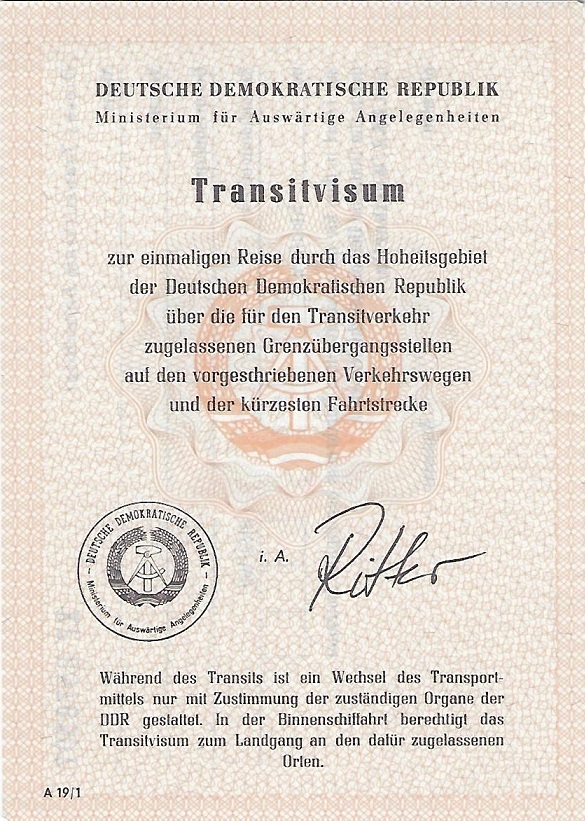 DEUTSCHE DEMOKRATISCHE REPUBLIK
Ministerium für Auswärtige Angelegenheiten
Transitvisum
zur einmaligen Reise durch das Hoheitsgebiet
der Deutschen Demokratischen Republik
über die für den Transitverkehr
zugelassenen Grenzübergangsstellen
auf den vorgeschriebenen Verkehrswegen
und der kürzesten Fahrtstrecke
– DEUTSCHE DEMOKRATISCHE REPUBLIK –
Ministerium für Auswärtige Angelegenheiten
i. A. Ritter
Während des Transits ist ein Wechsel des Transport-
mittels nur mit Zustimmung der zuständigen Organe der
DDR gestattet. In der Binnenschiffahrt berechtigt das
Transitvisum zum Landgang an den dafür zugelassenen
Orten.
A 19/1